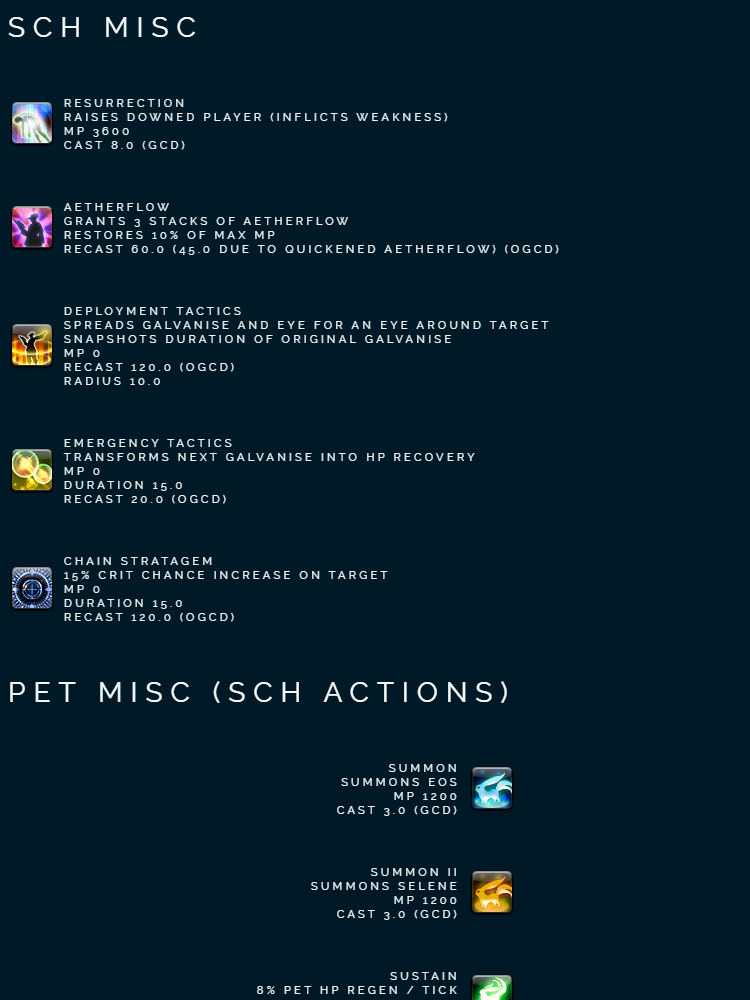 SCH MISC
RESURRECTION
RAISES DOWNED PLAYER (INFLICTS WEAKNESS)
MP 3600
CAST 8.0 (GCD)
AETHERFLOW
GRANTS 3 STACKS OF AETHERFLOW
RESTORES 10% OF MAX MP
RECAST 60.0 (45.0 DUE TO QUICKENED AETHERFLOW) (OGCD)
DEPLOYMENT TACTICS
SPREADS GALVANISE AND EYE FOR AN EYE AROUND TARGET
SNAPSHOTS DURATION OF ORIGINAL GALVANISE
MP 0
RECAST 120.0 (OGCD)
RADIUS 10.0
EMERGENCY TACTICS
TRANSFORMS NEXT GALVANISE INTO HP RECOVERY
MP 0
DURATION 15.0
RECAST 20.0 (OGCD)
CHAIN STRATAGEM
15% CRIT CHANCE INCREASE ON TARGET
MP 0
DURATION 15.0
RECAST 120.0 (OGCD)
PET MISC (SCH ACTIONS)
SUMMON
SUMMONS EOS
MP 1200
CAST 3.0 (GCD)
SUMMON II
SUMMONS SELENE
MP 1200
CAST 3.0 (GCD)
SUSTAIN
8% PET HP REGEN / TICK